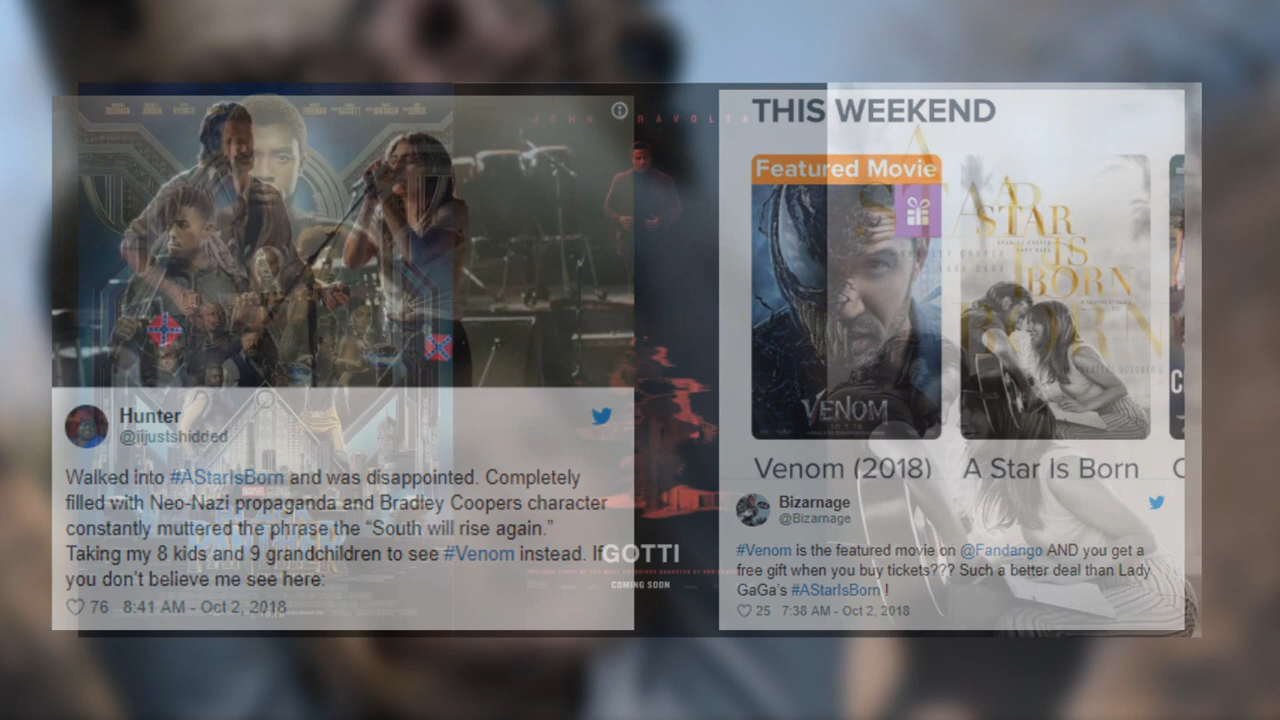 JOHN TRAVOLTA
THIS WEEKEND
Featured Movie
STAR
IS
BORN
VENOM
Venom (2018)
A Star Is Born
C
Hunter
@iljustshidded
Walked into #AStarIsBorn and was disappointed. Completely
filled with Neo-Nazi propaganda and Bradley Coopers character
constantly muttered the phrase the “South will rise again.”
Taking my 8 kids and 9 grandchildren to see #Venom instead. If
you don’t believe me see here:
76 8:41 AM - Oct 2, 2018
GOTTI
COMING SOON
Bizarnage
@Bizarnage
#Venom is the featured movie on @Fandango AND you get a
free gift when you buy tickets??? Such a better deal than Lady
GaGa's #AStarIsBorn !
25 7:38 AM - Oct 2, 2018